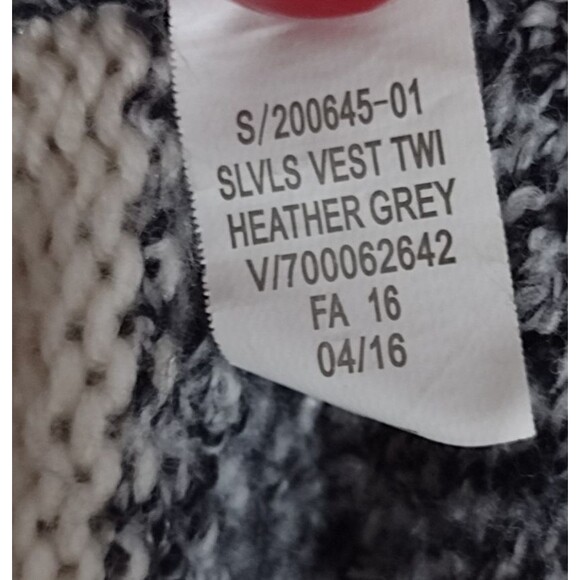 S/200645-01
SLVLS VEST TWI
HEATHER GREY
V/700062642
FA 16
04/16